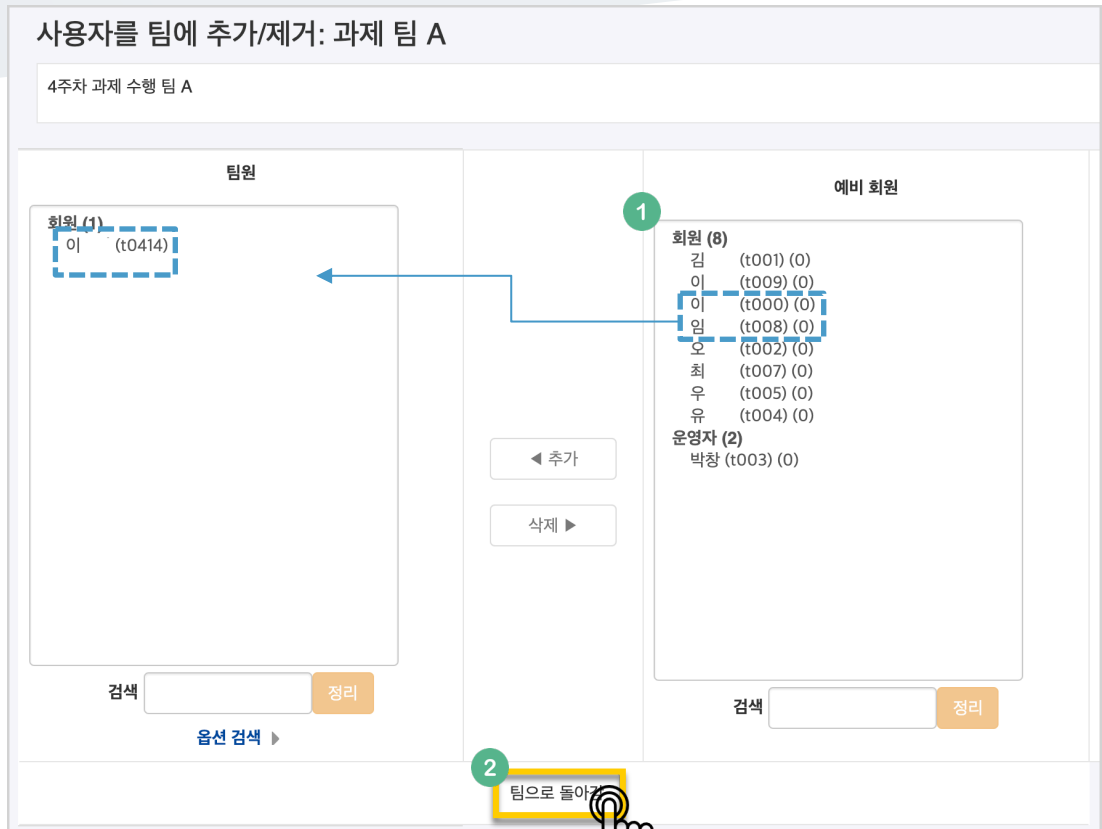 사용자를 팀에 추가/제거: 과제 팀 A
4주차 과제 수행 팀 A
팀원
회원 (1)
이 (t0414)
검색
정리
옵션 검색 ▶
◀ 추가
삭제 ▶
예비 회원
1
회원 (8)
김 (t001) (0)
이 (t009) (0)
이 (t000) (0)
임 (t008) (0)
오 (t002) (0)
최 (t007) (0)
우 (t005) (0)
유 (t004) (0)
운영자 (2)
박창 (t003) (0)
검색
정리
2
팀으로